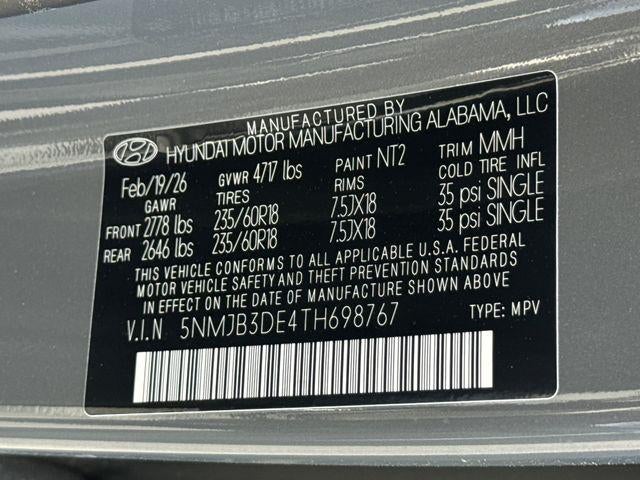 MANUFACTURED BY
HYUNDAI MOTOR MANUFACTURING ALABAMA, LLC
Feb/19/26 GVWR 4717 lbs PAINT NT2 TRIM MMH
GAWR TIRES RIMS COLD TIRE INFL
FRONT 2778 lbs 235/60R18 7.5JX18 35 psi SINGLE
REAR 2646 lbs 235/60R18 7.5JX18 35 psi SINGLE
THIS VEHICLE CONFORMS TO ALL APPLICABLE U.S.A. FEDERAL
MOTOR VEHICLE SAFETY AND THEFT PREVENTION STANDARDS
IN EFFECT ON THE DATE OF MANUFACTURE SHOWN ABOVE
V.I.N 5NMJB3DE4TH698767 TYPE: MPV